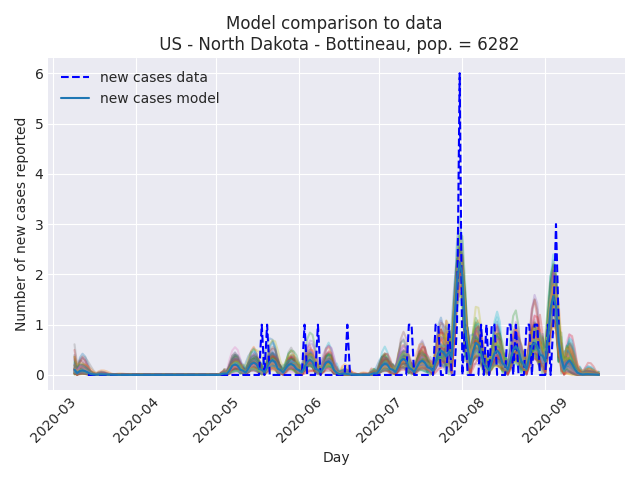 Model comparison to data
US - North Dakota - Bottineau, pop. = 6282
new cases data
new cases model
Number of new cases reported
6
5
4
3
2
1
0
2020-03
2020-04
2020-05
2020-06
2020-07
2020-08
2020-09
Day